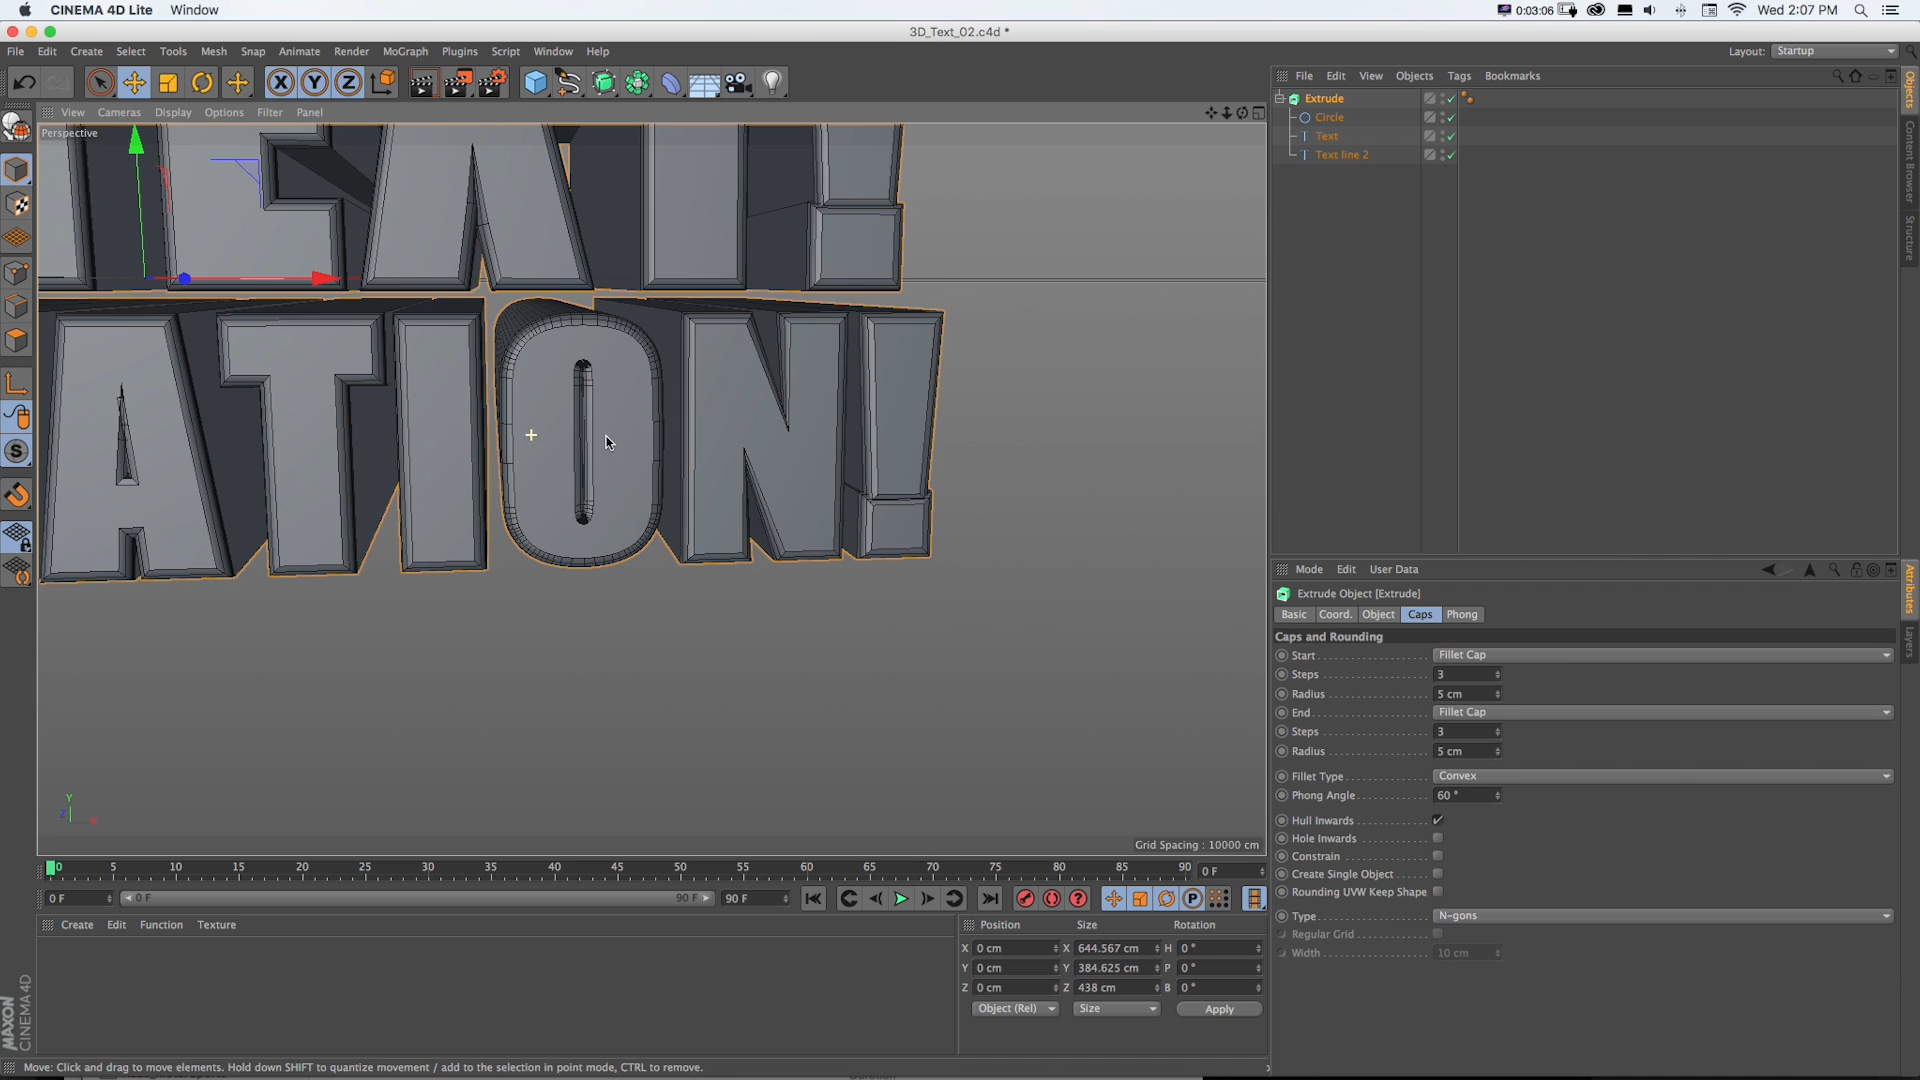 CINEMA 4D Lite Window
0:03:06 Wed 2:07 PM
3D_Text_02.c4d *
File Edit Create Select Tools Mesh Snap Animate Render MoGraph Plugins Script Window Help
Layout: Startup
View Cameras Display Options Filter Panel
Perspective
ATION!
Grid Spacing : 10000 cm
File Edit View Objects Tags Bookmarks
Extrude
Circle
Text
Text line 2
Objects
Content Browser
Structure
Mode Edit User Data
Extrude Object [Extrude]
Basic Coord. Object Caps Phong
Caps and Rounding
Start Fillet Cap
Steps 3
Radius 5 cm
End Fillet Cap
Steps 3
Radius 5 cm
Fillet Type Convex
Phong Angle 60 °
Hull Inwards
Hole Inwards
Constrain
Create Single Object
Rounding UVW Keep Shape
Type N-gons
Regular Grid
Width 10 cm
Attributes
Layers
0 5 10 15 20 25 30 35 40 45 50 55 60 65 70 75 80 85 90 0 F
0 F 0 F 90 F 90 F
Create Edit Function Texture
Position Size Rotation
X 0 cm X 644.567 cm H 0 °
Y 0 cm Y 384.625 cm P 0 °
Z 0 cm Z 438 cm B 0 °
Object (Rel) Size Apply
MAXON
CINEMA 4D
Move: Click and drag to move elements. Hold down SHIFT to quantize movement / add to the selection in point mode, CTRL to remove.